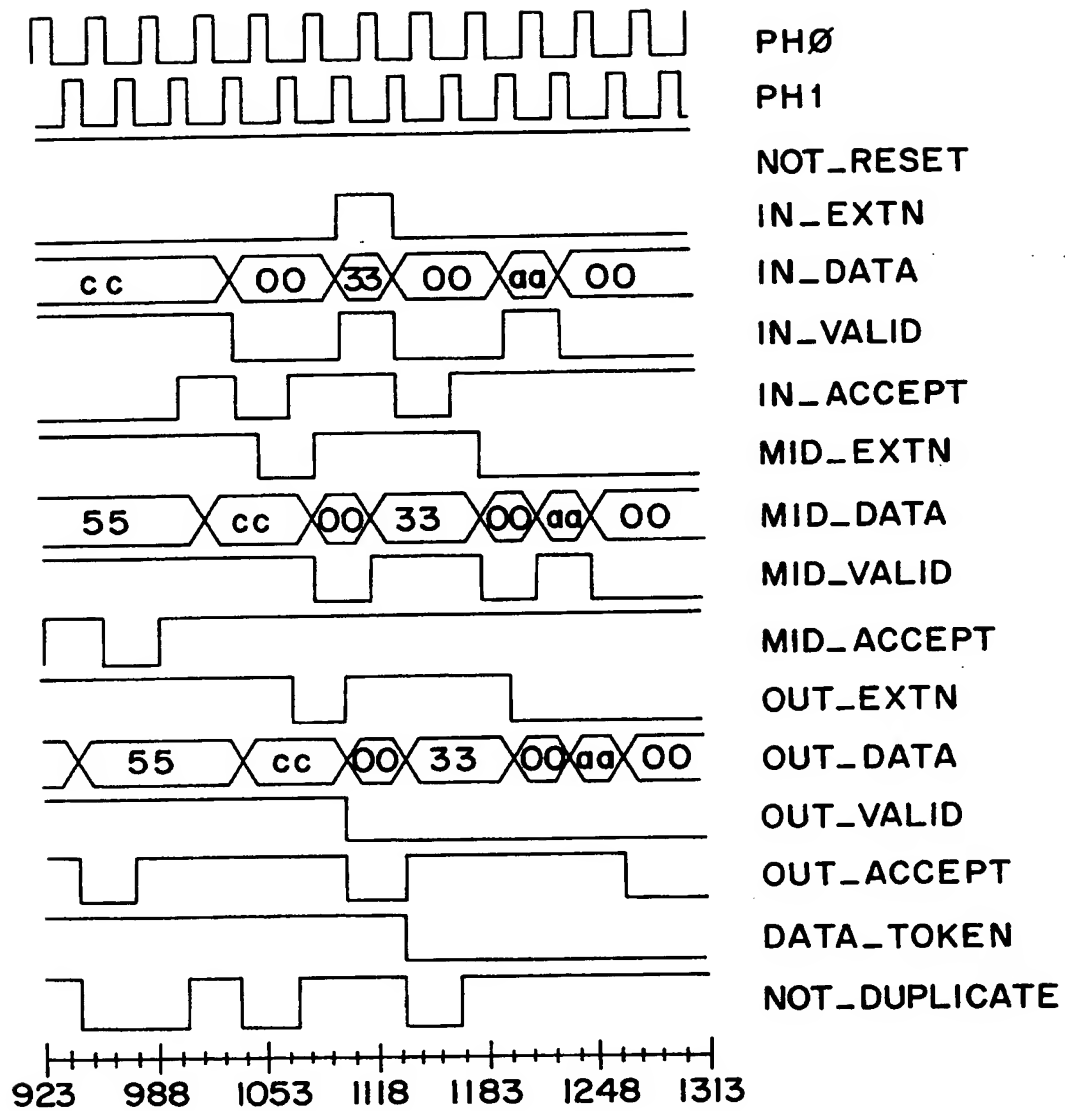 PHØ
PH1
NOT_RESET
IN_EXTN
cc 00 33 00 aa 00 IN_DATA
IN_VALID
IN_ACCEPT
MID_EXTN
55 cc 00 33 00 aa 00 MID_DATA
MID_VALID
MID_ACCEPT
OUT_EXTN
55 cc 00 33 00 aa 00 OUT_DATA
OUT_VALID
OUT_ACCEPT
DATA_TOKEN
NOT_DUPLICATE
923 988 1053 1118 1183 1248 1313